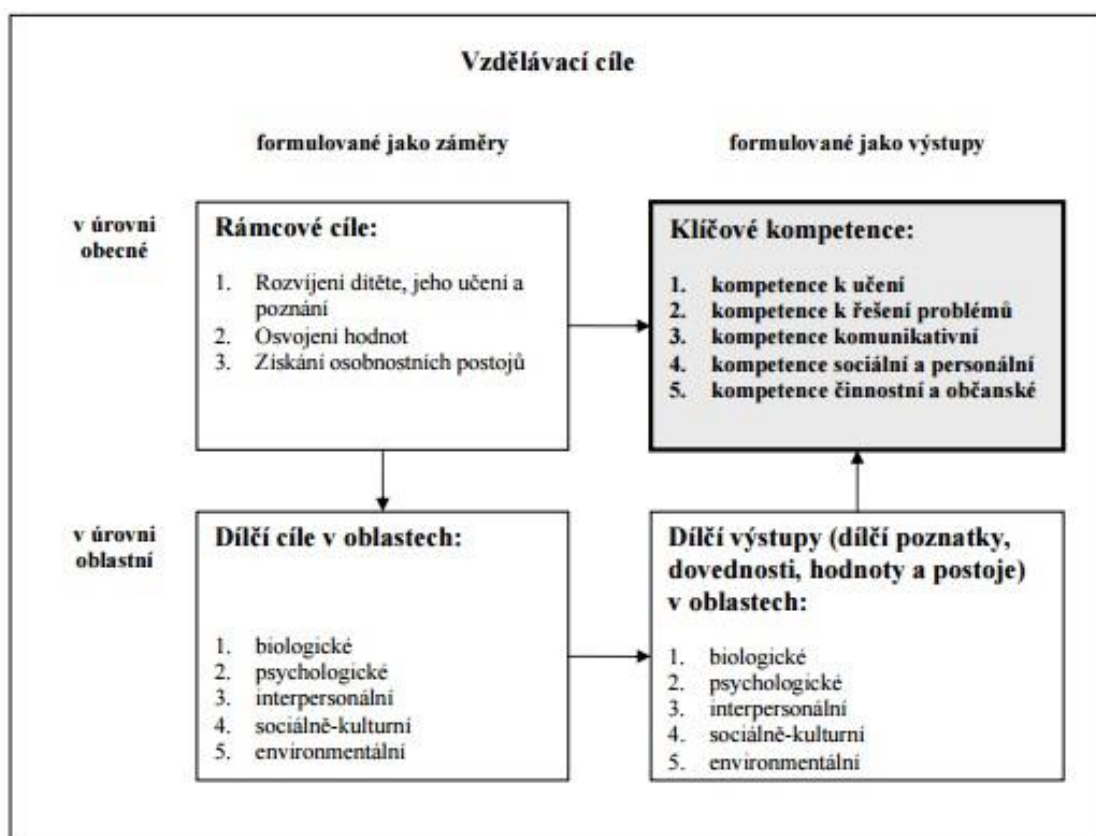 Vzdělávací cíle
formulované jako záměry
formulované jako výstupy
v úrovni
obecné
Rámcové cíle:
1. Rozvíjení dítěte, jeho učení a
poznání
2. Osvojení hodnot
3. Získání osobnostních postojů
Klíčové kompetence:
1. kompetence k učení
2. kompetence k řešení problémů
3. kompetence komunikativní
4. kompetence sociální a personální
5. kompetence činnostní a občanské
v úrovni
oblastní
Dílčí cíle v oblastech:
1. biologické
2. psychologické
3. interpersonální
4. sociálně-kulturní
5. environmentální
Dílčí výstupy (dílčí poznatky,
dovednosti, hodnoty a postoje)
v oblastech:
1. biologické
2. psychologické
3. interpersonální
4. sociálně-kulturní
5. environmentální